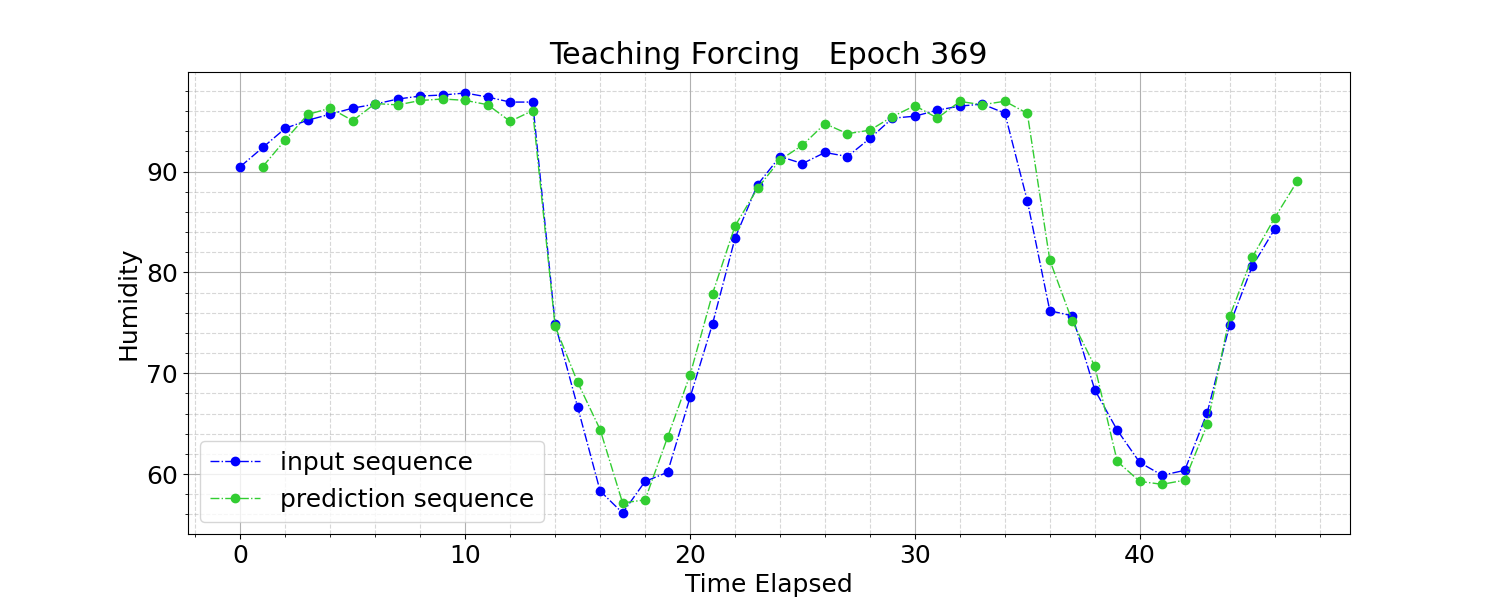 Teaching Forcing   Epoch 369
Humidity
90
80
70
60
input sequence
prediction sequence
0 10 20 30 40
Time Elapsed